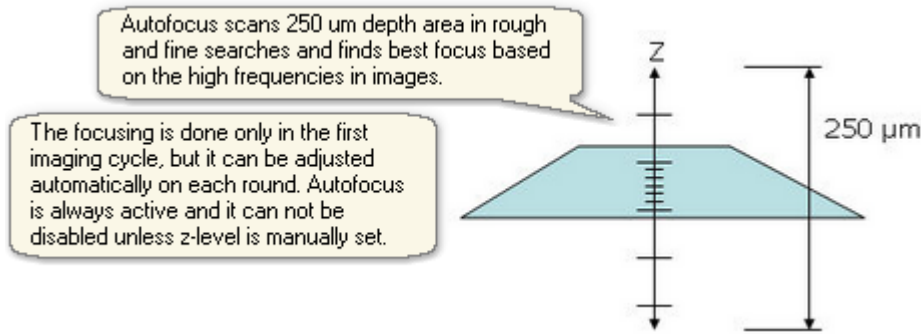 Autofocus scans 250 um depth area in rough
and fine searches and finds best focus based
on the high frequencies in images.
Z
250 µm
The focusing is done only in the first
imaging cycle, but it can be adjusted
automatically on each round. Autofocus
is always active and it can not be
disabled unless z-level is manually set.